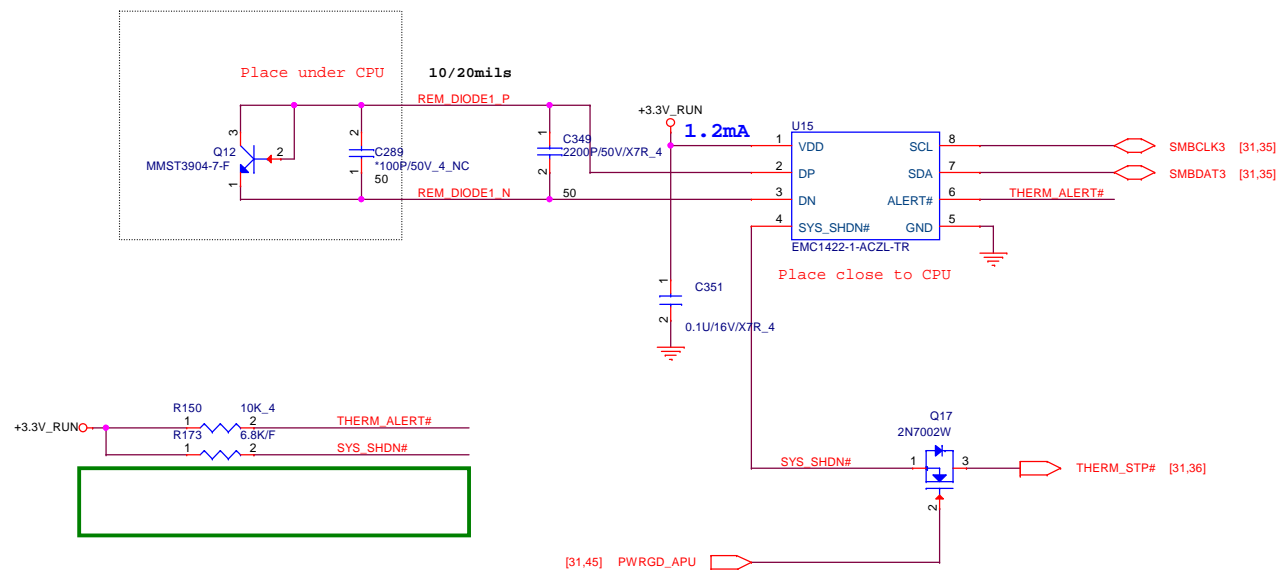 Place under CPU
10/20mils
REM_DIODE1_P
3
Q12
2
MMST3904-7-F
1
2
C289
*100P/50V_4_NC
1
50
1
C349
2200P/50V/X7R_4
2
REM_DIODE1_N
50
+3.3V_RUN
1.2mA
U15
1 VDD SCL 8
2 DP SDA 7
3 DN ALERT# 6
4 SYS_SHDN# GND 5
EMC1422-1-ACZL-TR
Place close to CPU
SMBCLK3 [31,35]
SMBDAT3 [31,35]
THERM_ALERT#
1
C351
2
0.1U/16V/X7R_4
R150 10K_4
1 2 THERM_ALERT#
+3.3V_RUN
R173 6.8K/F
1 2 SYS_SHDN#
Q17
2N7002W
SYS_SHDN# 1 3 THERM_STP# [31,36]
2
[31,45] PWRGD_APU